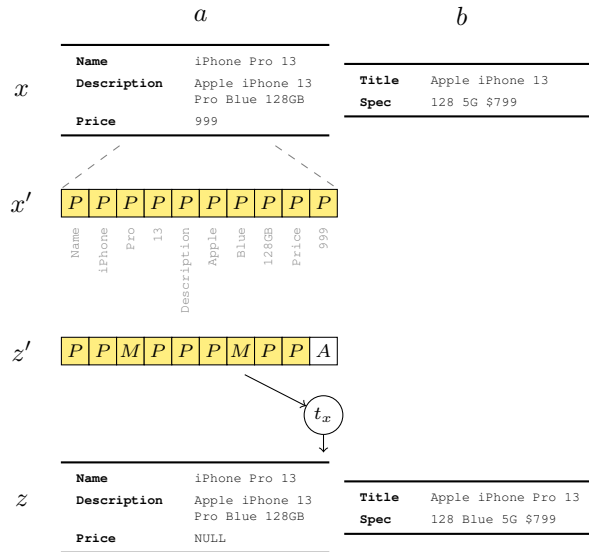 a b
x
Name iPhone Pro 13
Description Apple iPhone 13
Pro Blue 128GB
Price 999
Title Apple iPhone 13
Spec 128 5G $799
x′ P P P P P P P P P P
Name iPhone Pro 13 Description Apple Blue 128GB Price 999
z′ P P M P P P M P P A
t_x
z
Name iPhone Pro 13
Description Apple iPhone 13
Pro Blue 128GB
Price NULL
Title Apple iPhone Pro 13
Spec 128 Blue 5G $799